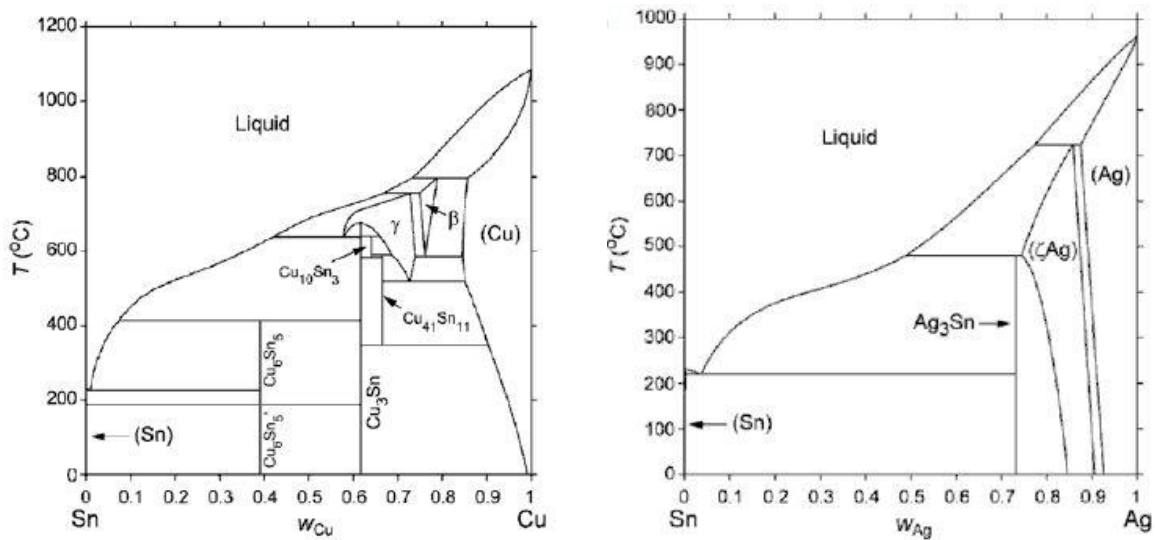 1200
1000
800
600
400
200
0
T (°C)
Liquid
γ
β
(Cu)
Cu₁₀Sn₃
Cu₄₁Sn₁₁
Cu₆Sn₅
Cu₃Sn
(Sn)
Cu₆Sn₅'
0 0.1 0.2 0.3 0.4 0.5 0.6 0.7 0.8 0.9 1
Sn w_Cu Cu
1000
900
800
700
600
500
400
300
200
100
0
T (°C)
Liquid
(Ag)
(ζAg)
Ag₃Sn
(Sn)
0 0.1 0.2 0.3 0.4 0.5 0.6 0.7 0.8 0.9 1
Sn w_Ag Ag